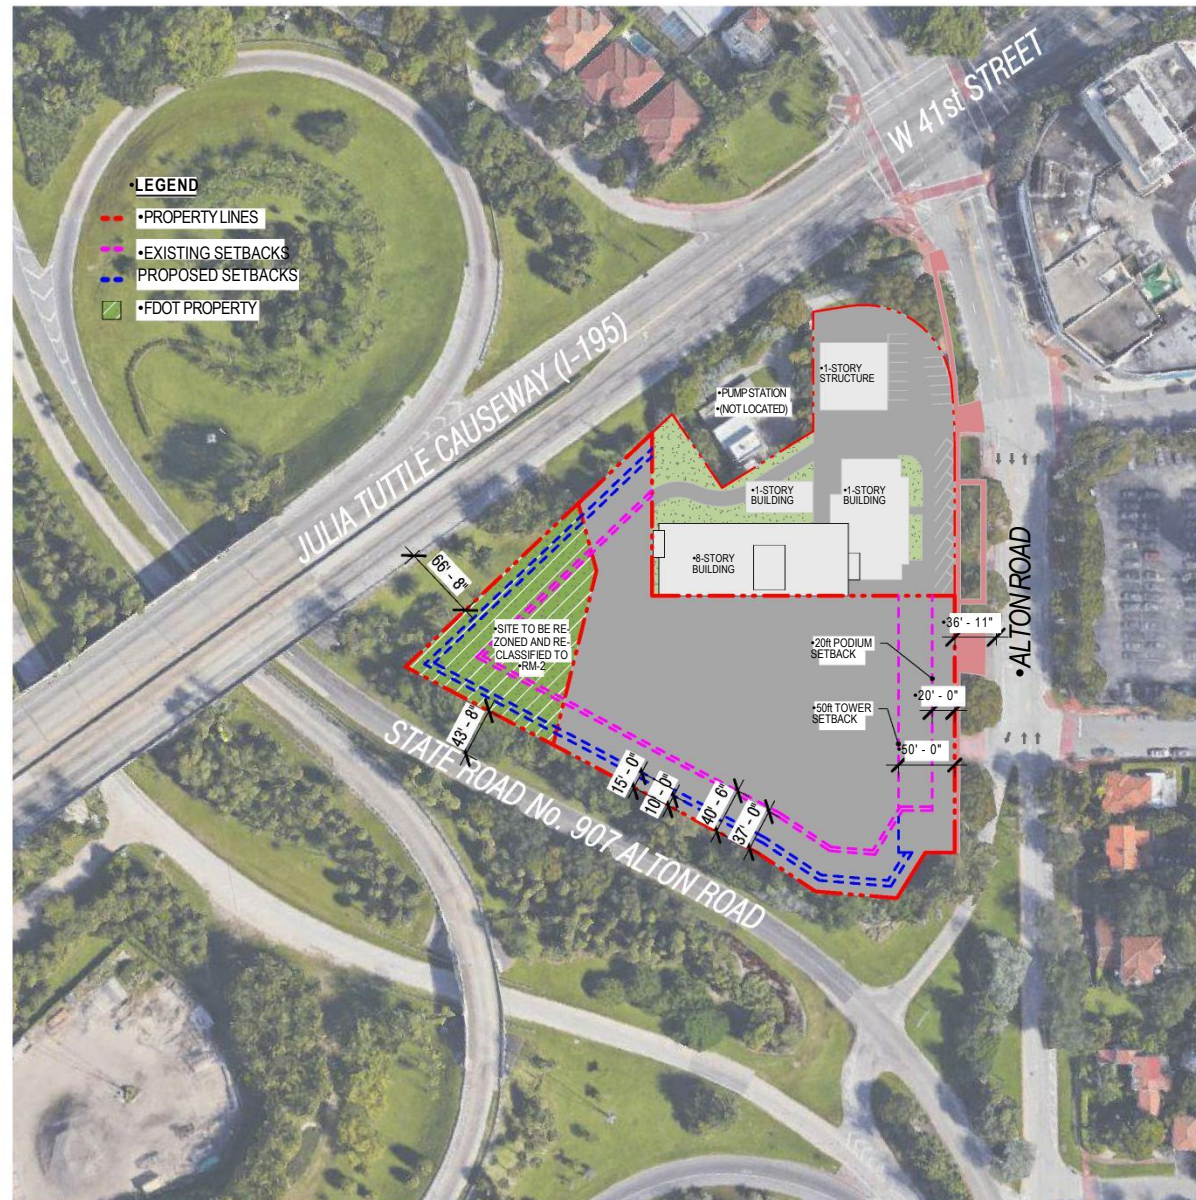 W 41st STREET
•LEGEND
•PROPERTY LINES
•EXISTING SETBACKS
PROPOSED SETBACKS
•FDOT PROPERTY
JULIA TUTTLE CAUSEWAY (I-195)
•1-STORY
STRUCTURE
•PUMP STATION
•(NOT LOCATED)
•1-STORY
BUILDING
•1-STORY
BUILDING
•8-STORY
BUILDING
66' - 8"
•SITE TO BE RE-
ZONED AND RE-
CLASSIFIED TO
•RM-2
•36' - 11"
•ALTON ROAD
•20ft PODIUM
SETBACK
•20' - 0"
•50ft TOWER
SETBACK
50' - 0"
43' - 8"
15' - 0"
10' - 0"
40' - 6"
37' - 0"
STATE ROAD No. 907 ALTON ROAD